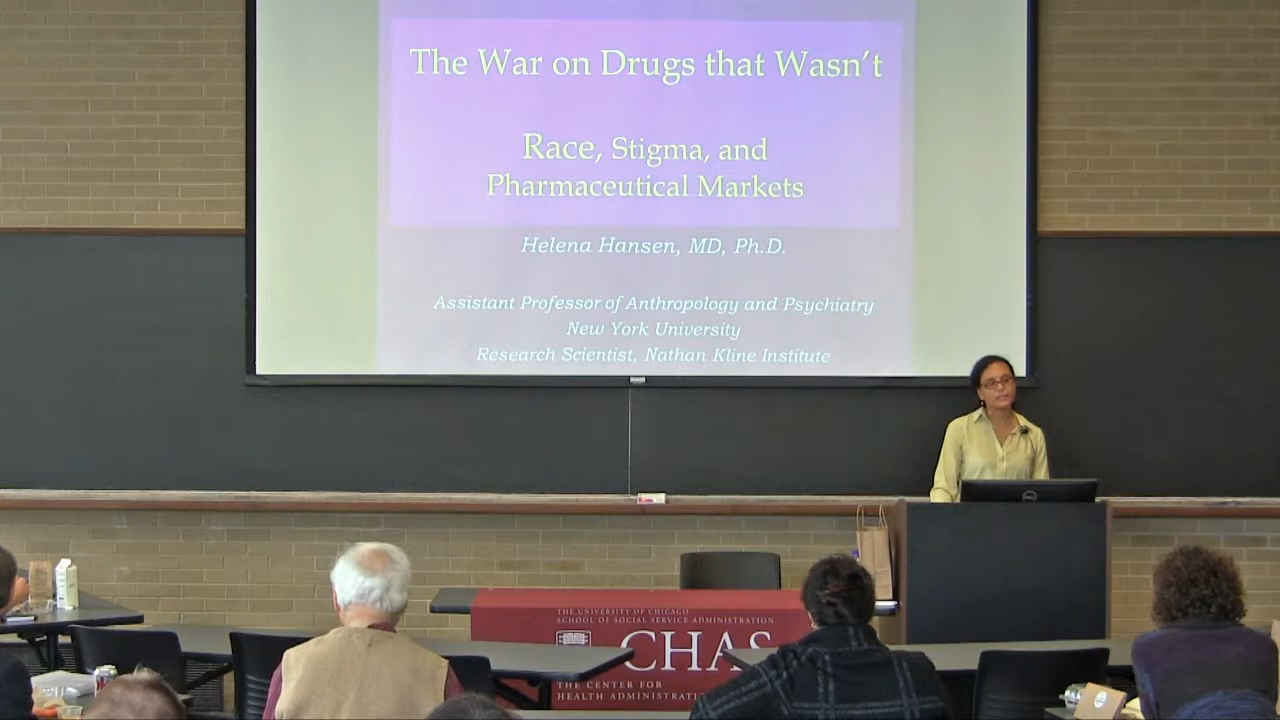 The War on Drugs that Wasn't
Race, Stigma, and
Pharmaceutical Markets
Helena Hansen, MD, Ph.D.
Assistant Professor of Anthropology and Psychiatry
New York University
Research Scientist, Nathan Kline Institute
DELL
THE UNIVERSITY OF CHICAGO
SCHOOL OF SOCIAL SERVICE ADMINISTRATION
CHAS
THE CENTER FOR
HEALTH ADMINISTRATI